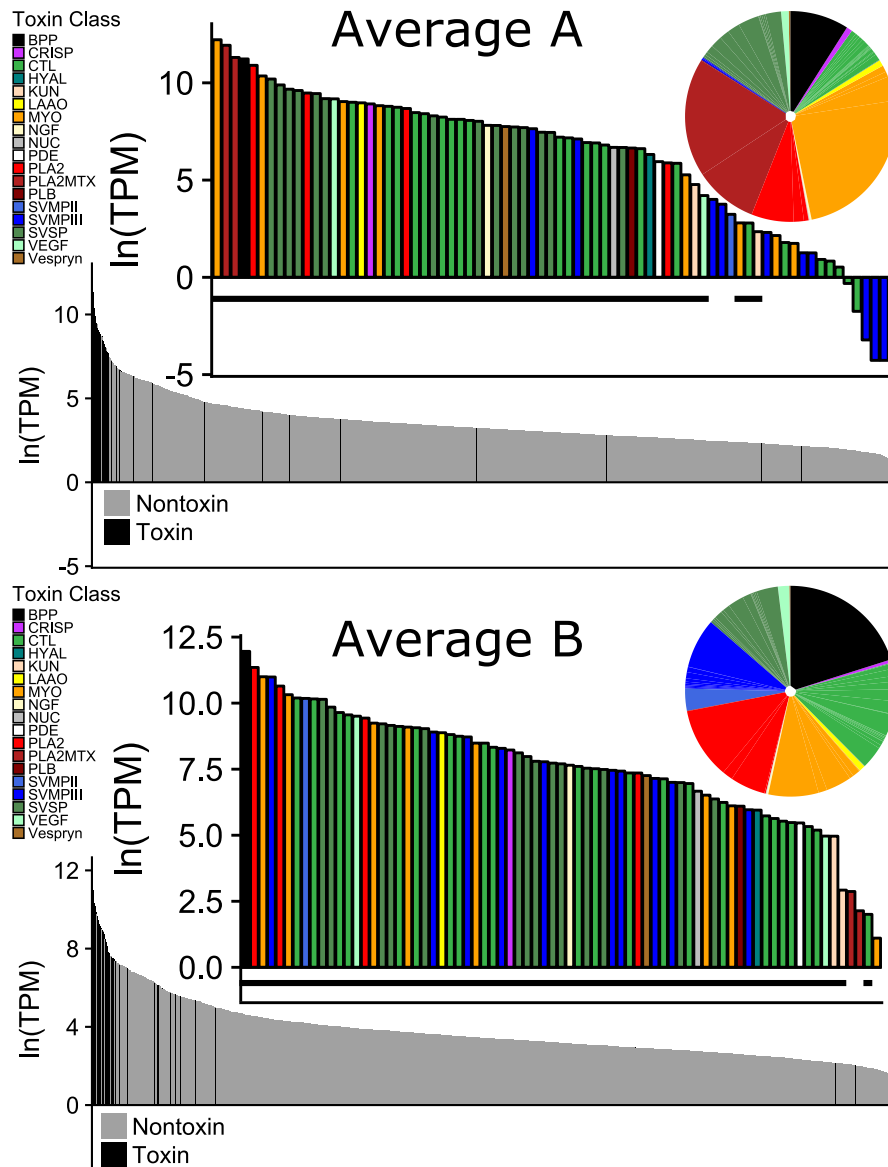 Toxin Class
BPP
CRISP
CTL
HYAL
KUN
LAAO
MYO
NGF
NUC
PDE
PLA2
PLA2MTX
PLB
SVMPII
SVMPIII
SVSP
VEGF
Vespryn
Average A
ln(TPM)
10
5
0
-5
ln(TPM)
10
5
0
-5
Nontoxin
Toxin
Toxin Class
BPP
CRISP
CTL
HYAL
KUN
LAAO
MYO
NGF
NUC
PDE
PLA2
PLA2MTX
PLB
SVMPII
SVMPIII
SVSP
VEGF
Vespryn
Average B
ln(TPM)
12.5
10.0
7.5
5.0
2.5
0.0
ln(TPM)
12
8
4
0
Nontoxin
Toxin